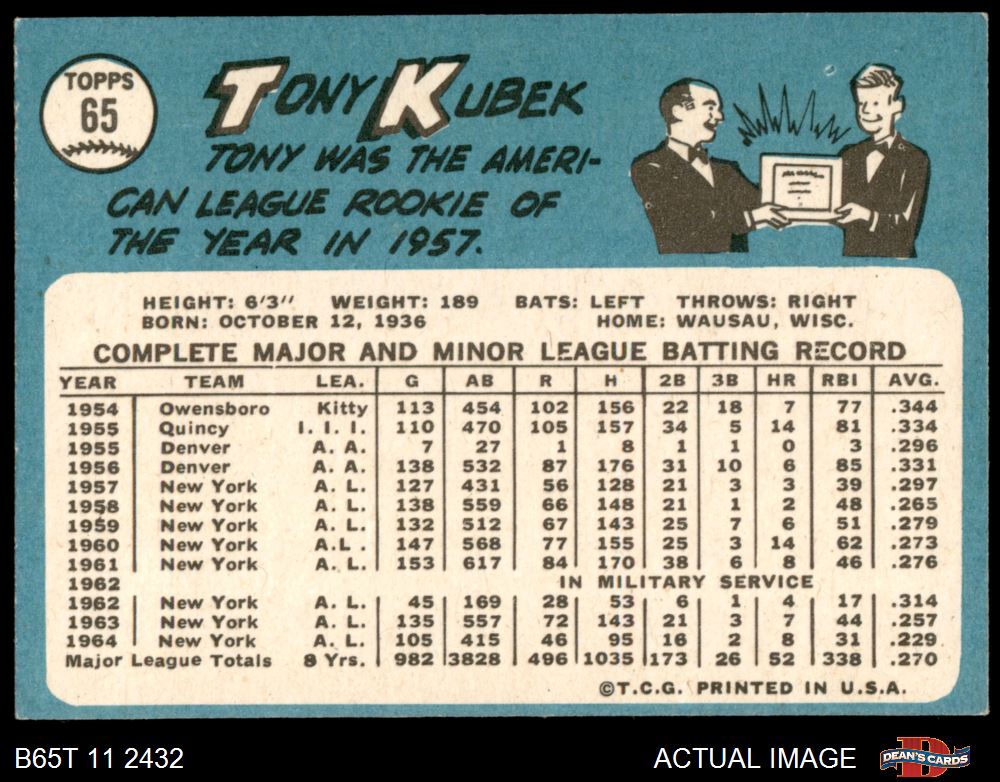 TOPPS
65
TONY KUBEK
TONY WAS THE AMERI-
CAN LEAGUE ROOKIE OF
THE YEAR IN 1957.
HEIGHT: 6'3" WEIGHT: 189 BATS: LEFT THROWS: RIGHT
BORN: OCTOBER 12, 1936 HOME: WAUSAU, WISC.
COMPLETE MAJOR AND MINOR LEAGUE BATTING RECORD
YEAR TEAM LEA. G AB R H 2B 3B HR RBI AVG.
1954 Owensboro Kitty 113 454 102 156 22 18 7 77 .344
1955 Quincy I. I. I. 110 470 105 157 34 5 14 81 .334
1955 Denver A. A. 7 27 1 8 1 1 0 3 .296
1956 Denver A. A. 138 532 87 176 31 10 6 85 .331
1957 New York A. L. 127 431 56 128 21 3 3 39 .297
1958 New York A. L. 138 559 66 148 21 1 2 48 .265
1959 New York A. L. 132 512 67 143 25 7 6 51 .279
1960 New York A.L . 147 568 77 155 25 3 14 62 .273
1961 New York A. L. 153 617 84 170 38 6 8 46 .276
1962 IN MILITARY SERVICE
1962 New York A. L. 45 169 28 53 6 1 4 17 .314
1963 New York A. L. 135 557 72 143 21 3 7 44 .257
1964 New York A. L. 105 415 46 95 16 2 8 31 .229
Major League Totals 8 Yrs. 982 3828 496 1035 173 26 52 338 .270
©T.C.G. PRINTED IN U.S.A.
B65T 11 2432 ACTUAL IMAGE DEAN'S CARDS